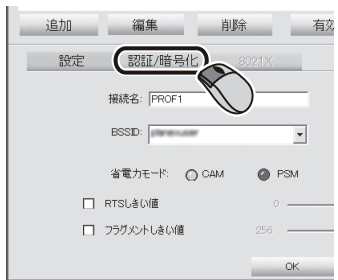 追加 編集 削除 有効
設定 認証/暗号化 8021X
接続名: PROF1
BSSID:
省電力モード: CAM PSM
RTSしきい値 0
フラグメントしきい値 256
OK